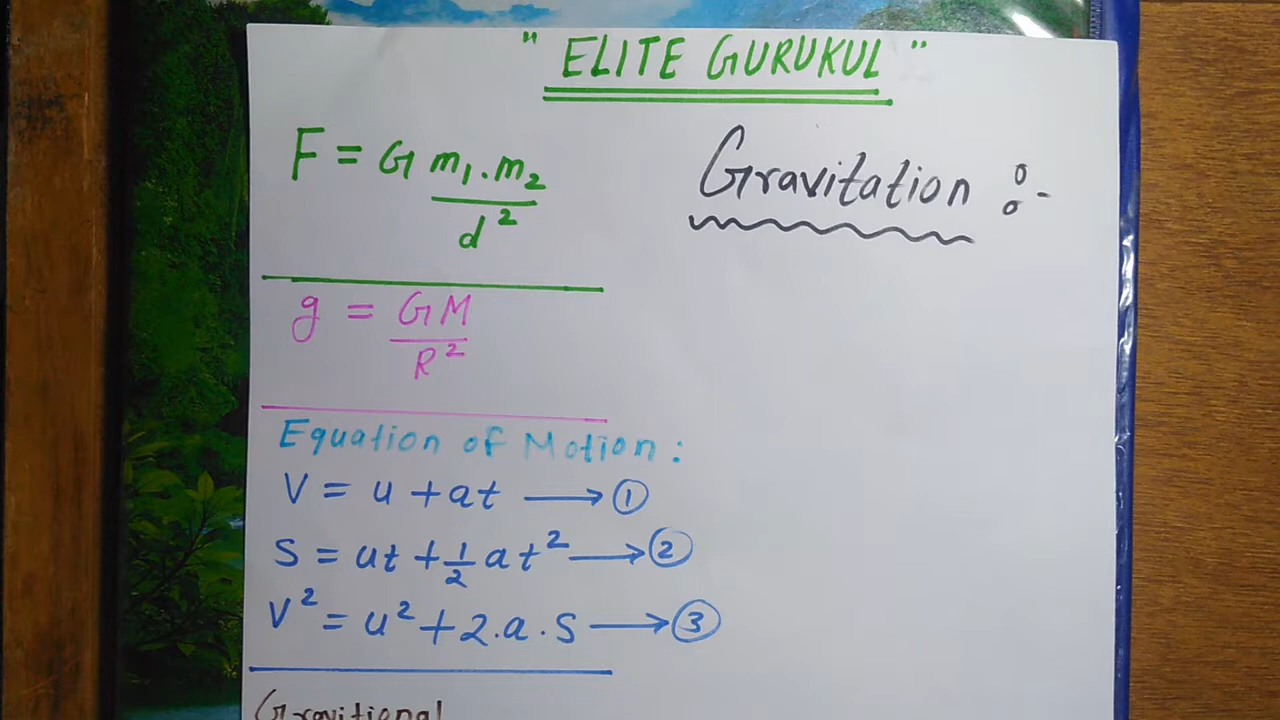 " ELITE GURUKUL "
Gravitation :-
F = G m₁.m₂ / d²
g = GM / R²
Equation of Motion :
V = u + at → ①
S = ut + ½ at² → ②
V² = u² + 2.a.S → ③
Gravitional